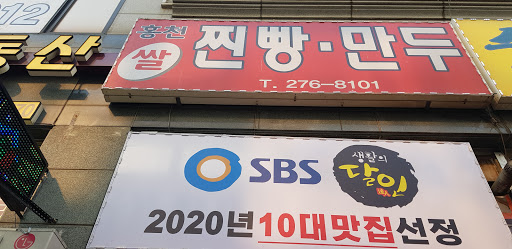 012
동산
홍천
쌀
찐빵·만두
T. 276-8101
SBS
생활의
달인
2020년 10대맛집선정